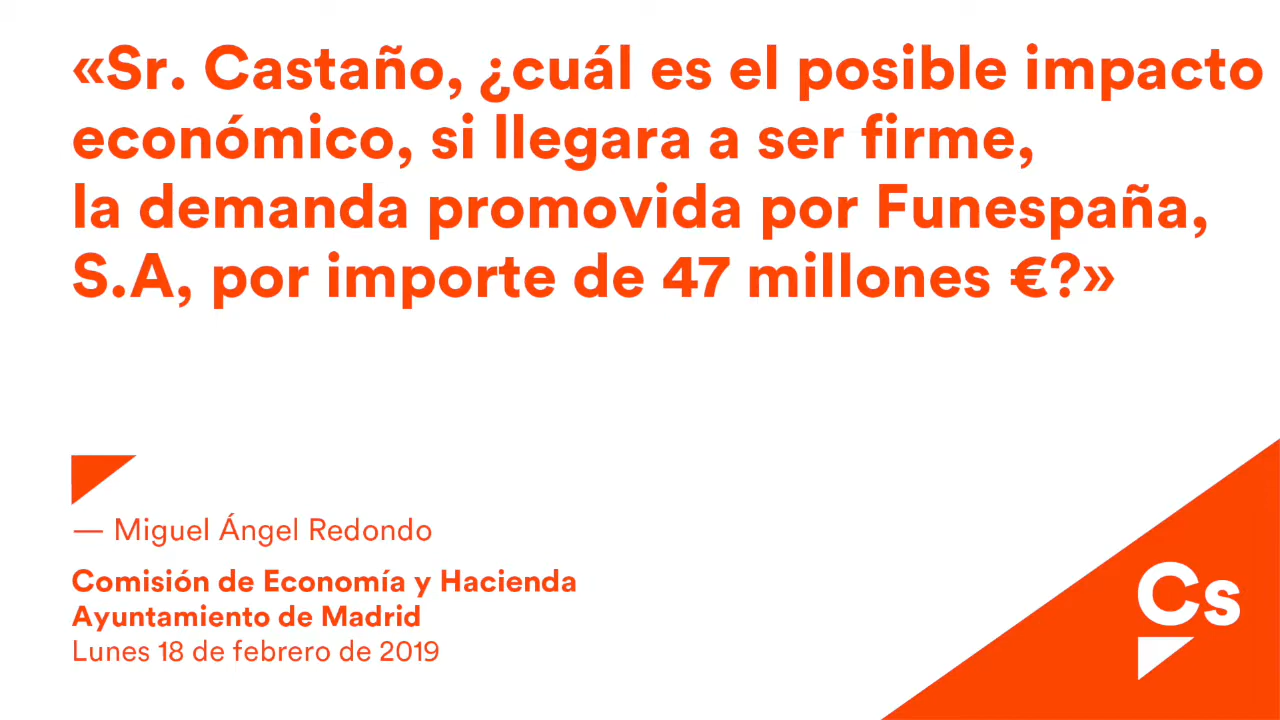 «Sr. Castaño, ¿cuál es el posible impacto
económico, si llegara a ser firme,
la demanda promovida por Funespaña,
S.A, por importe de 47 millones €?»
— Miguel Ángel Redondo
Comisión de Economía y Hacienda
Ayuntamiento de Madrid
Lunes 18 de febrero de 2019
Cs